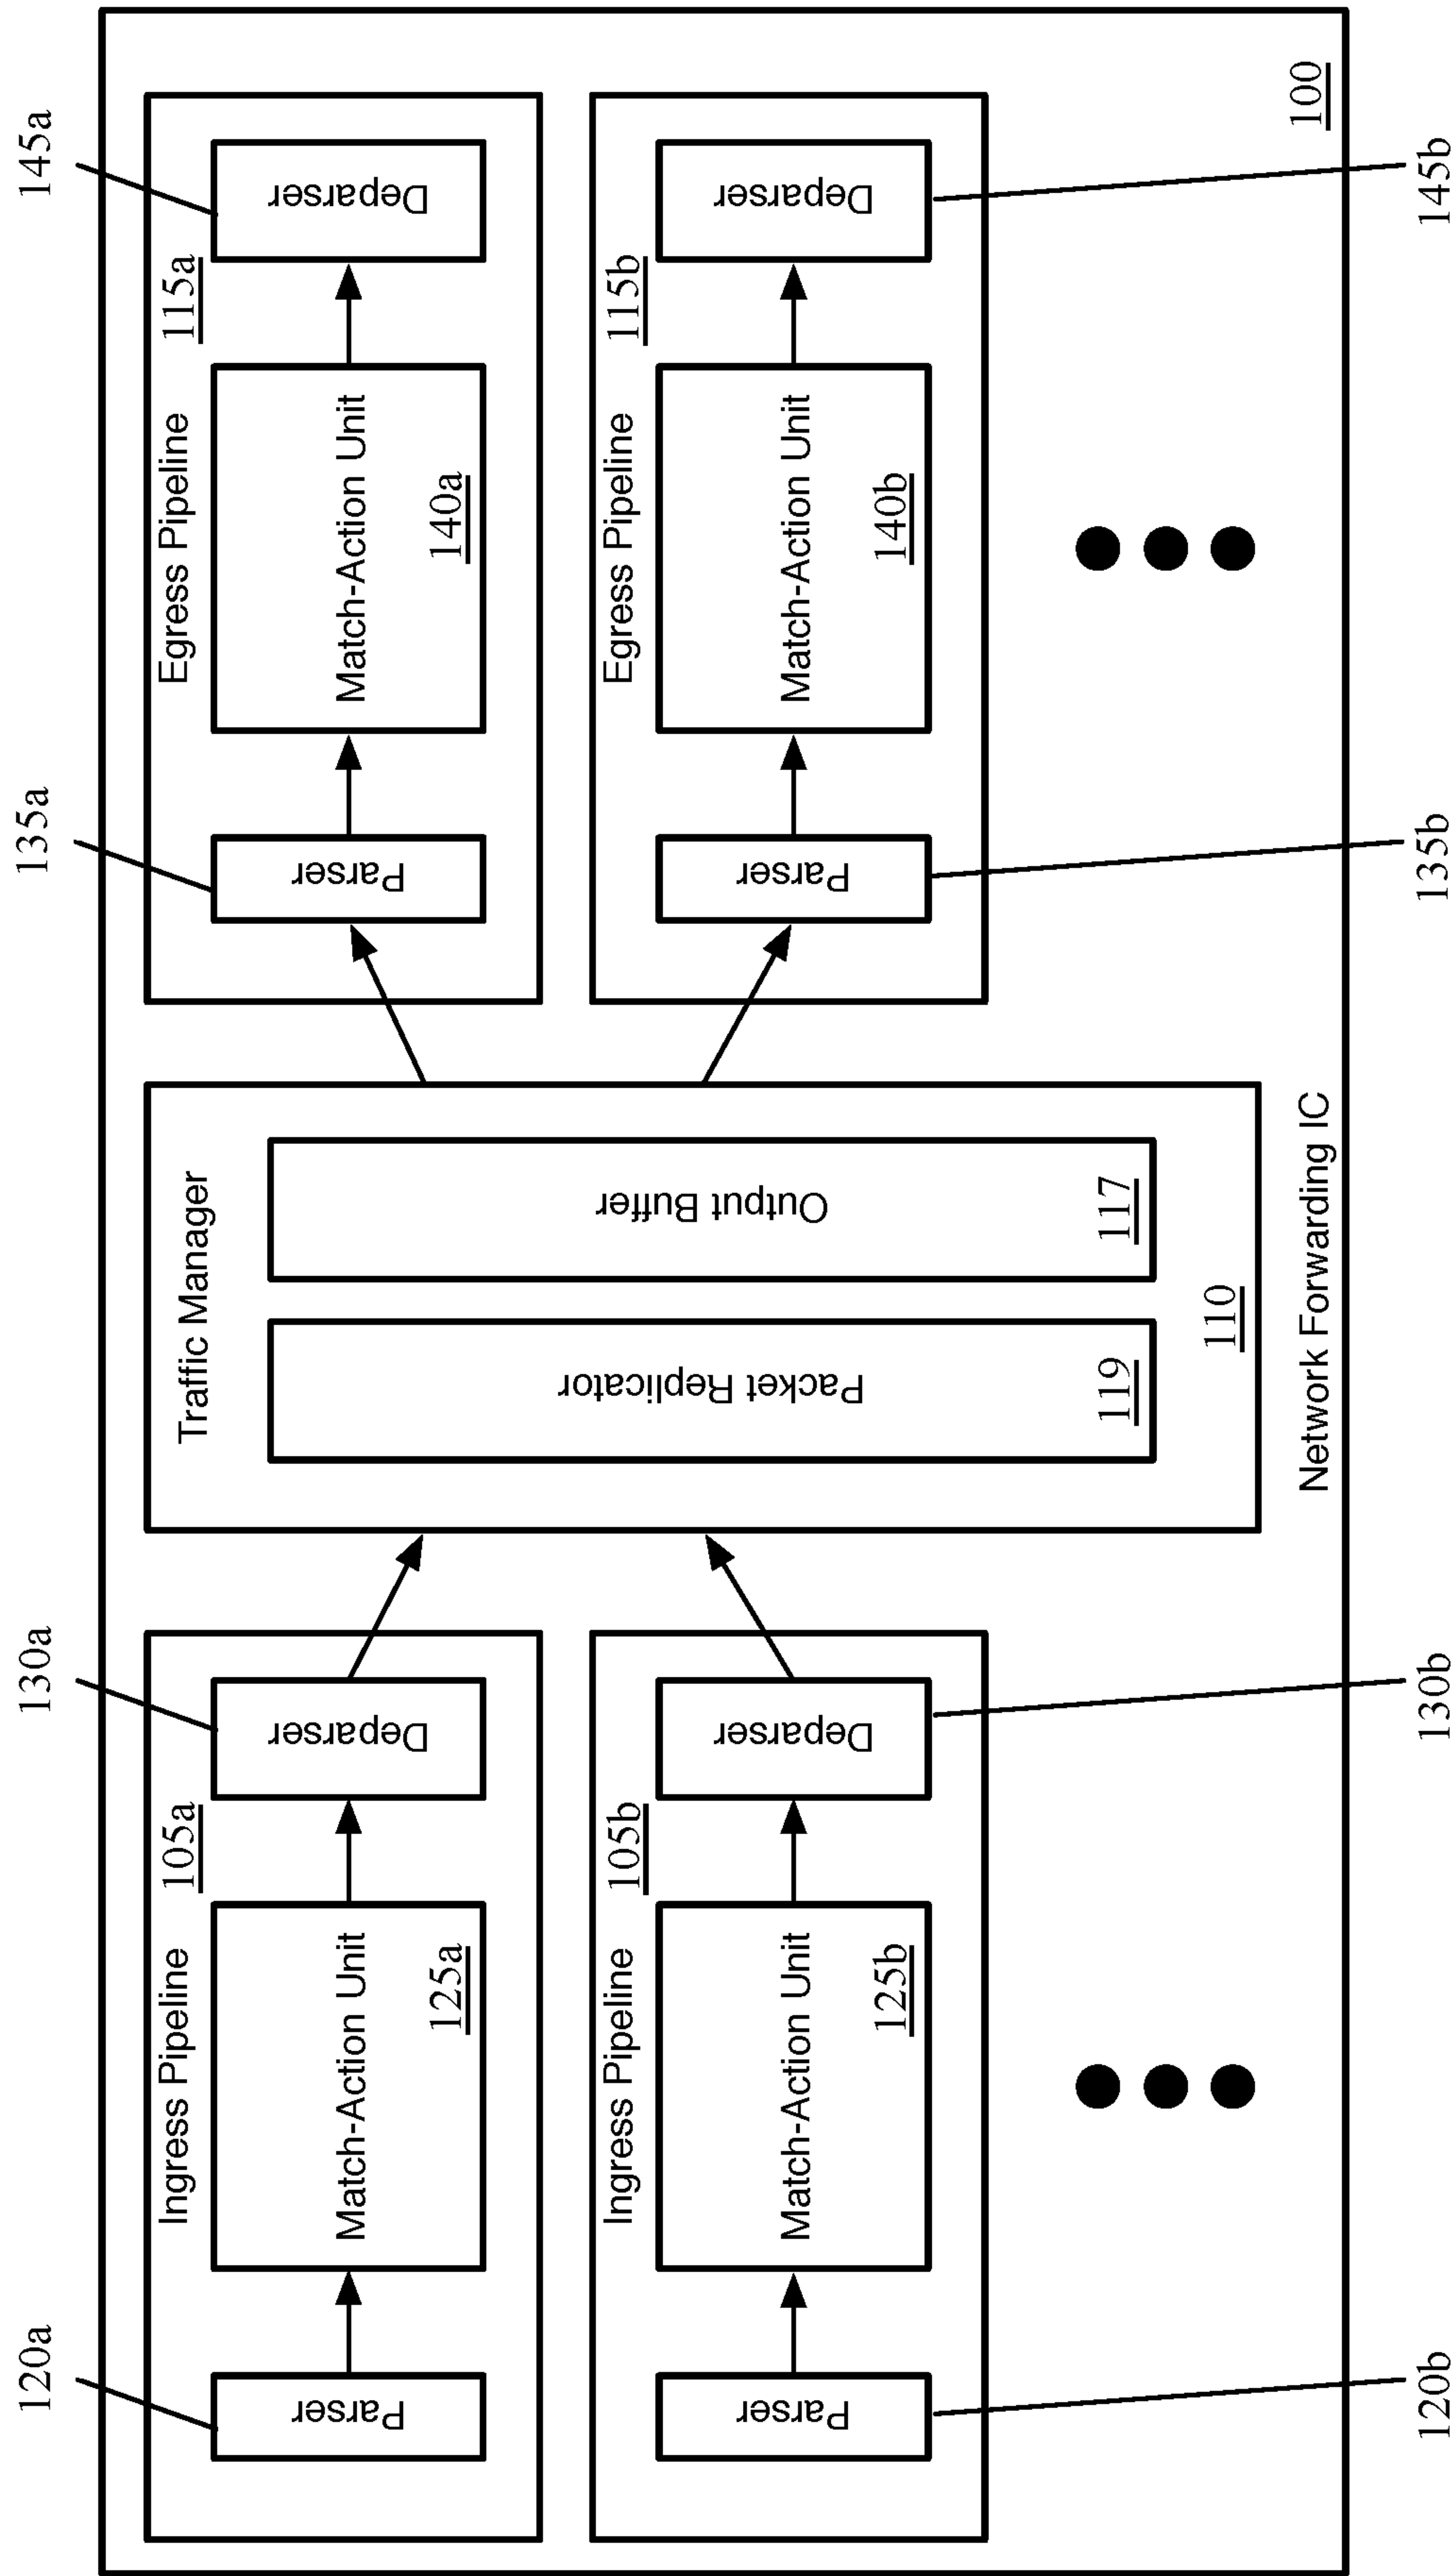 120a
130a
135a
145a
Ingress Pipeline
105a
Parser
Match-Action Unit
125a
Deparser
Ingress Pipeline
105b
Parser
Match-Action Unit
125b
Deparser
Traffic Manager
Packet Replicator
119
Output Buffer
117
110
Egress Pipeline
115a
Parser
Match-Action Unit
140a
Deparser
Egress Pipeline
115b
Parser
Match-Action Unit
140b
Deparser
Network Forwarding IC
100
120b
130b
135b
145b